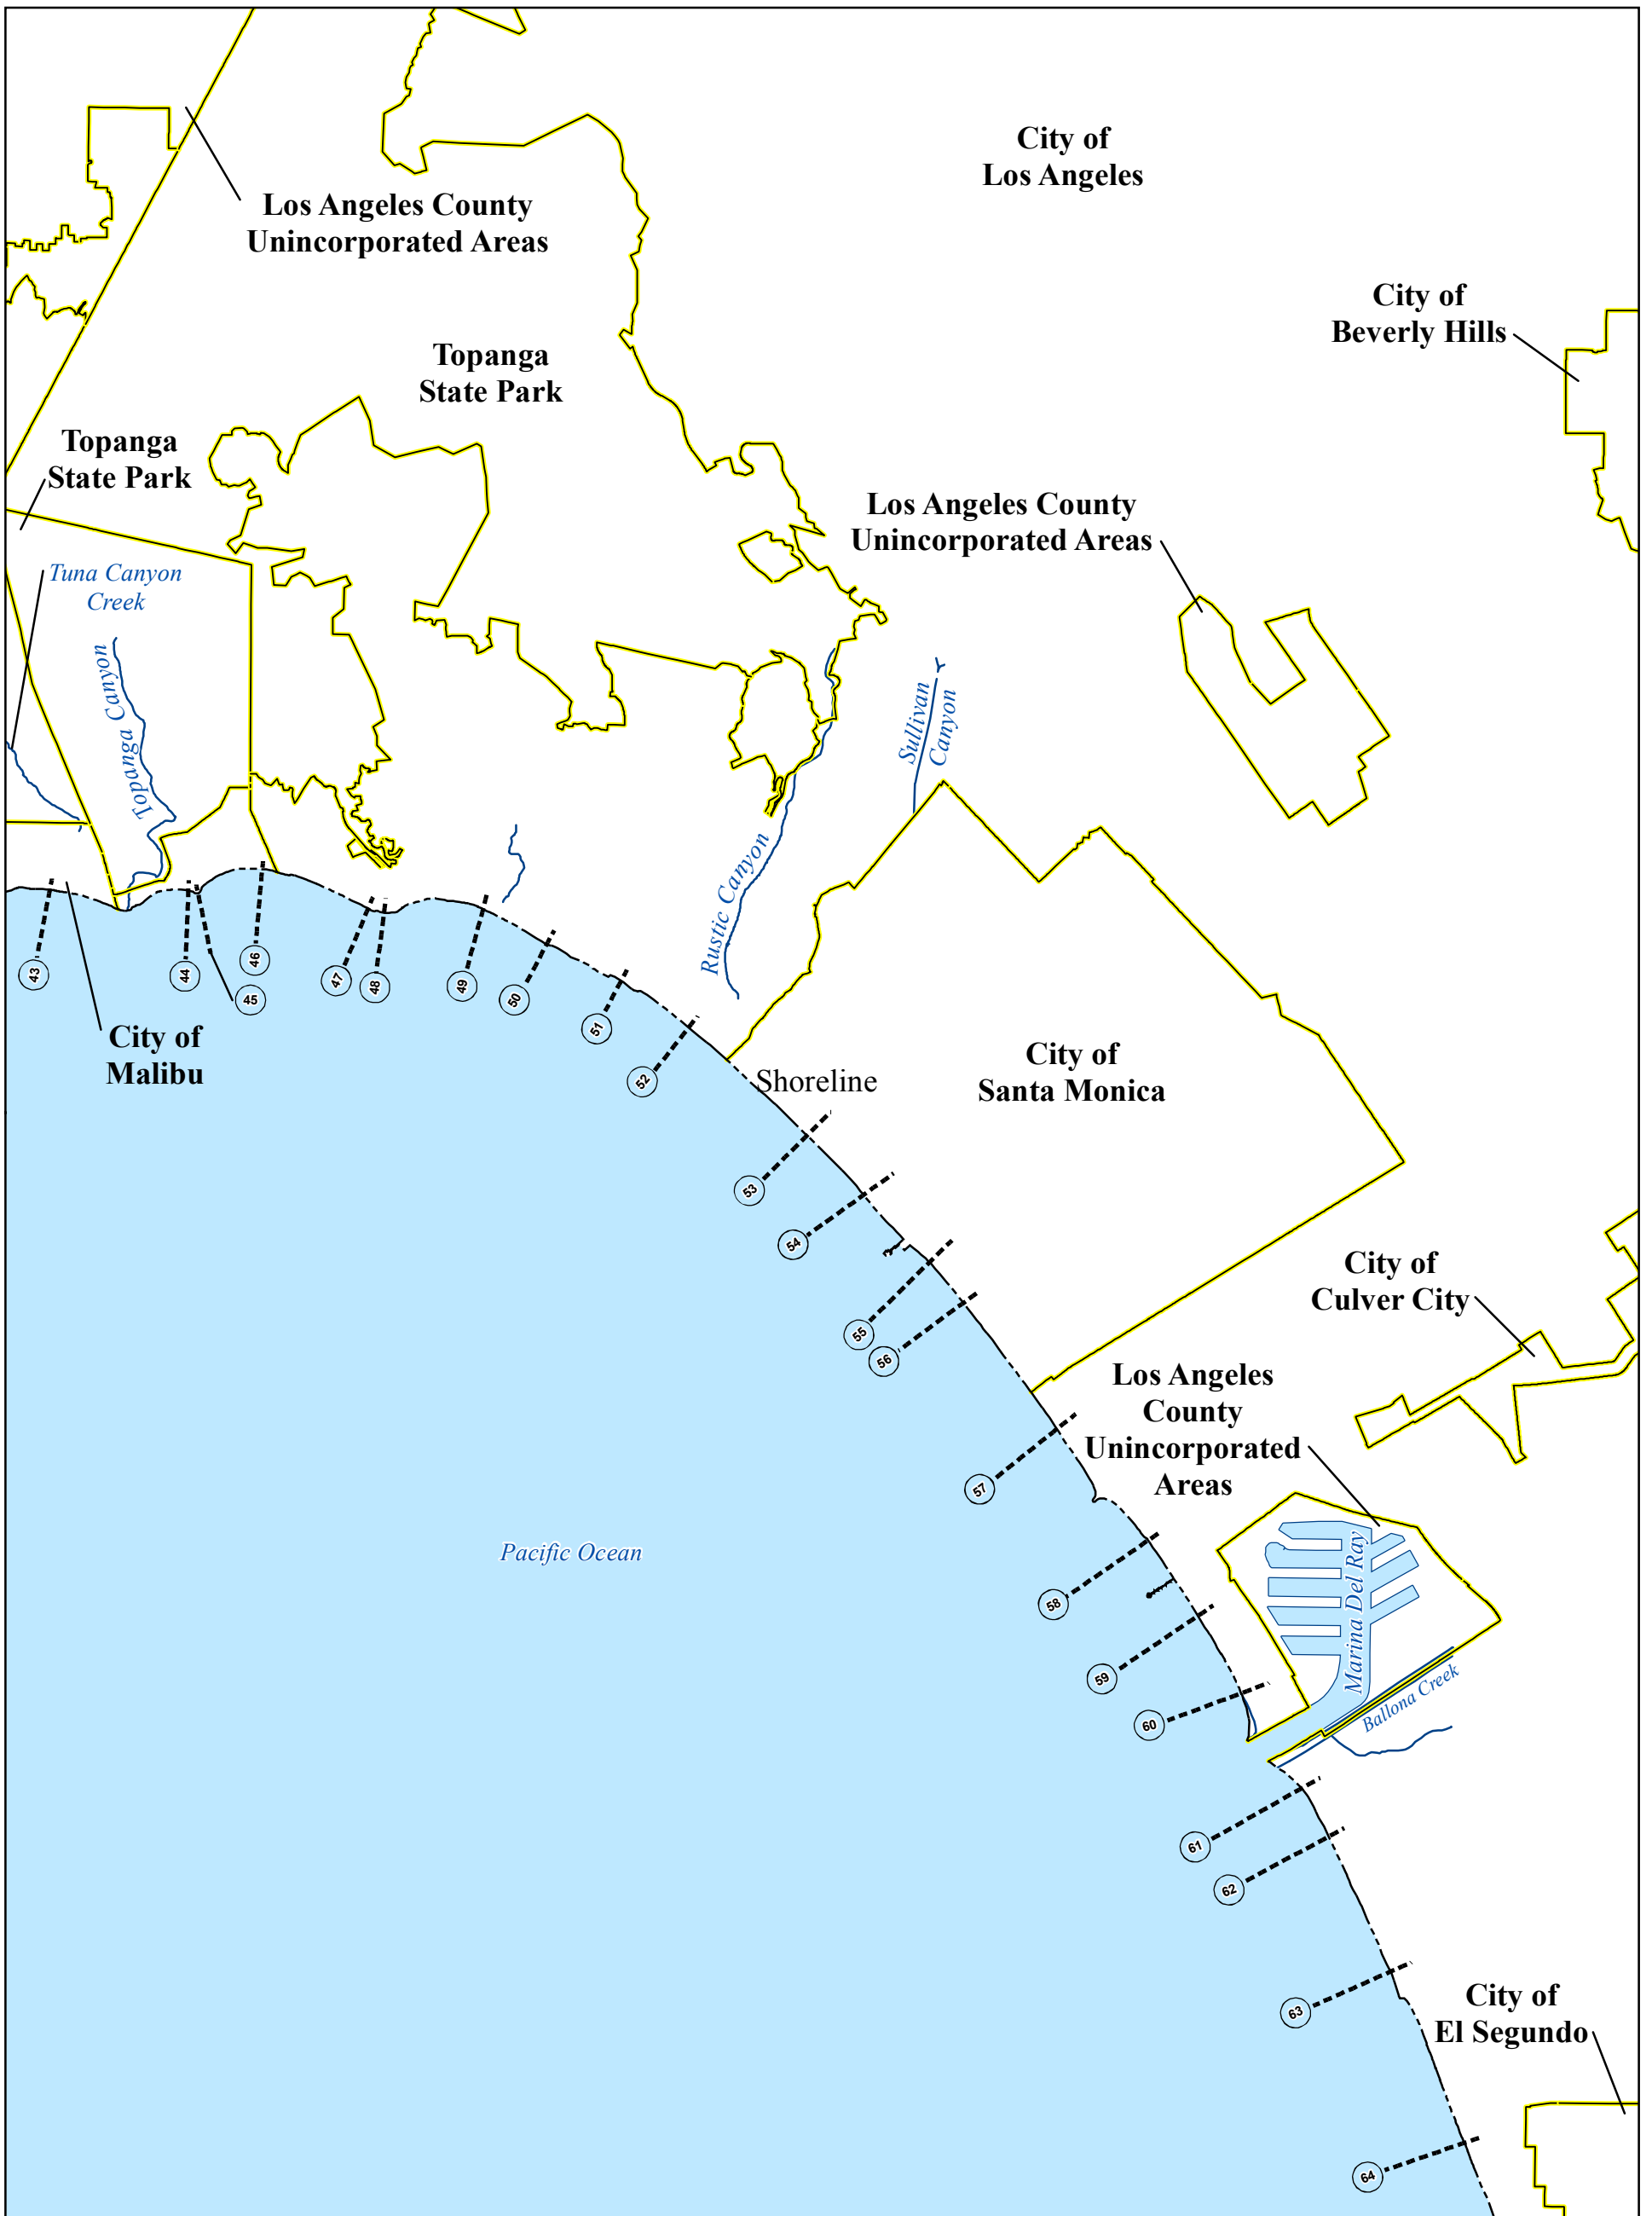 City of
Los Angeles
Los Angeles County
Unincorporated Areas
City of
Beverly Hills
Topanga
State Park
Topanga
State Park
Los Angeles County
Unincorporated Areas
Tuna Canyon
Creek
Topanga Canyon
Sullivan
Canyon
Rustic Canyon
43
44
45
46
47
48
49
50
51
52
City of
Malibu
Shoreline
City of
Santa Monica
53
54
55
56
City of
Culver City
Los Angeles
County
Unincorporated
Areas
57
Pacific Ocean
58
59
60
Marina Del Ray
Ballona Creek
61
62
63
City of
El Segundo
64